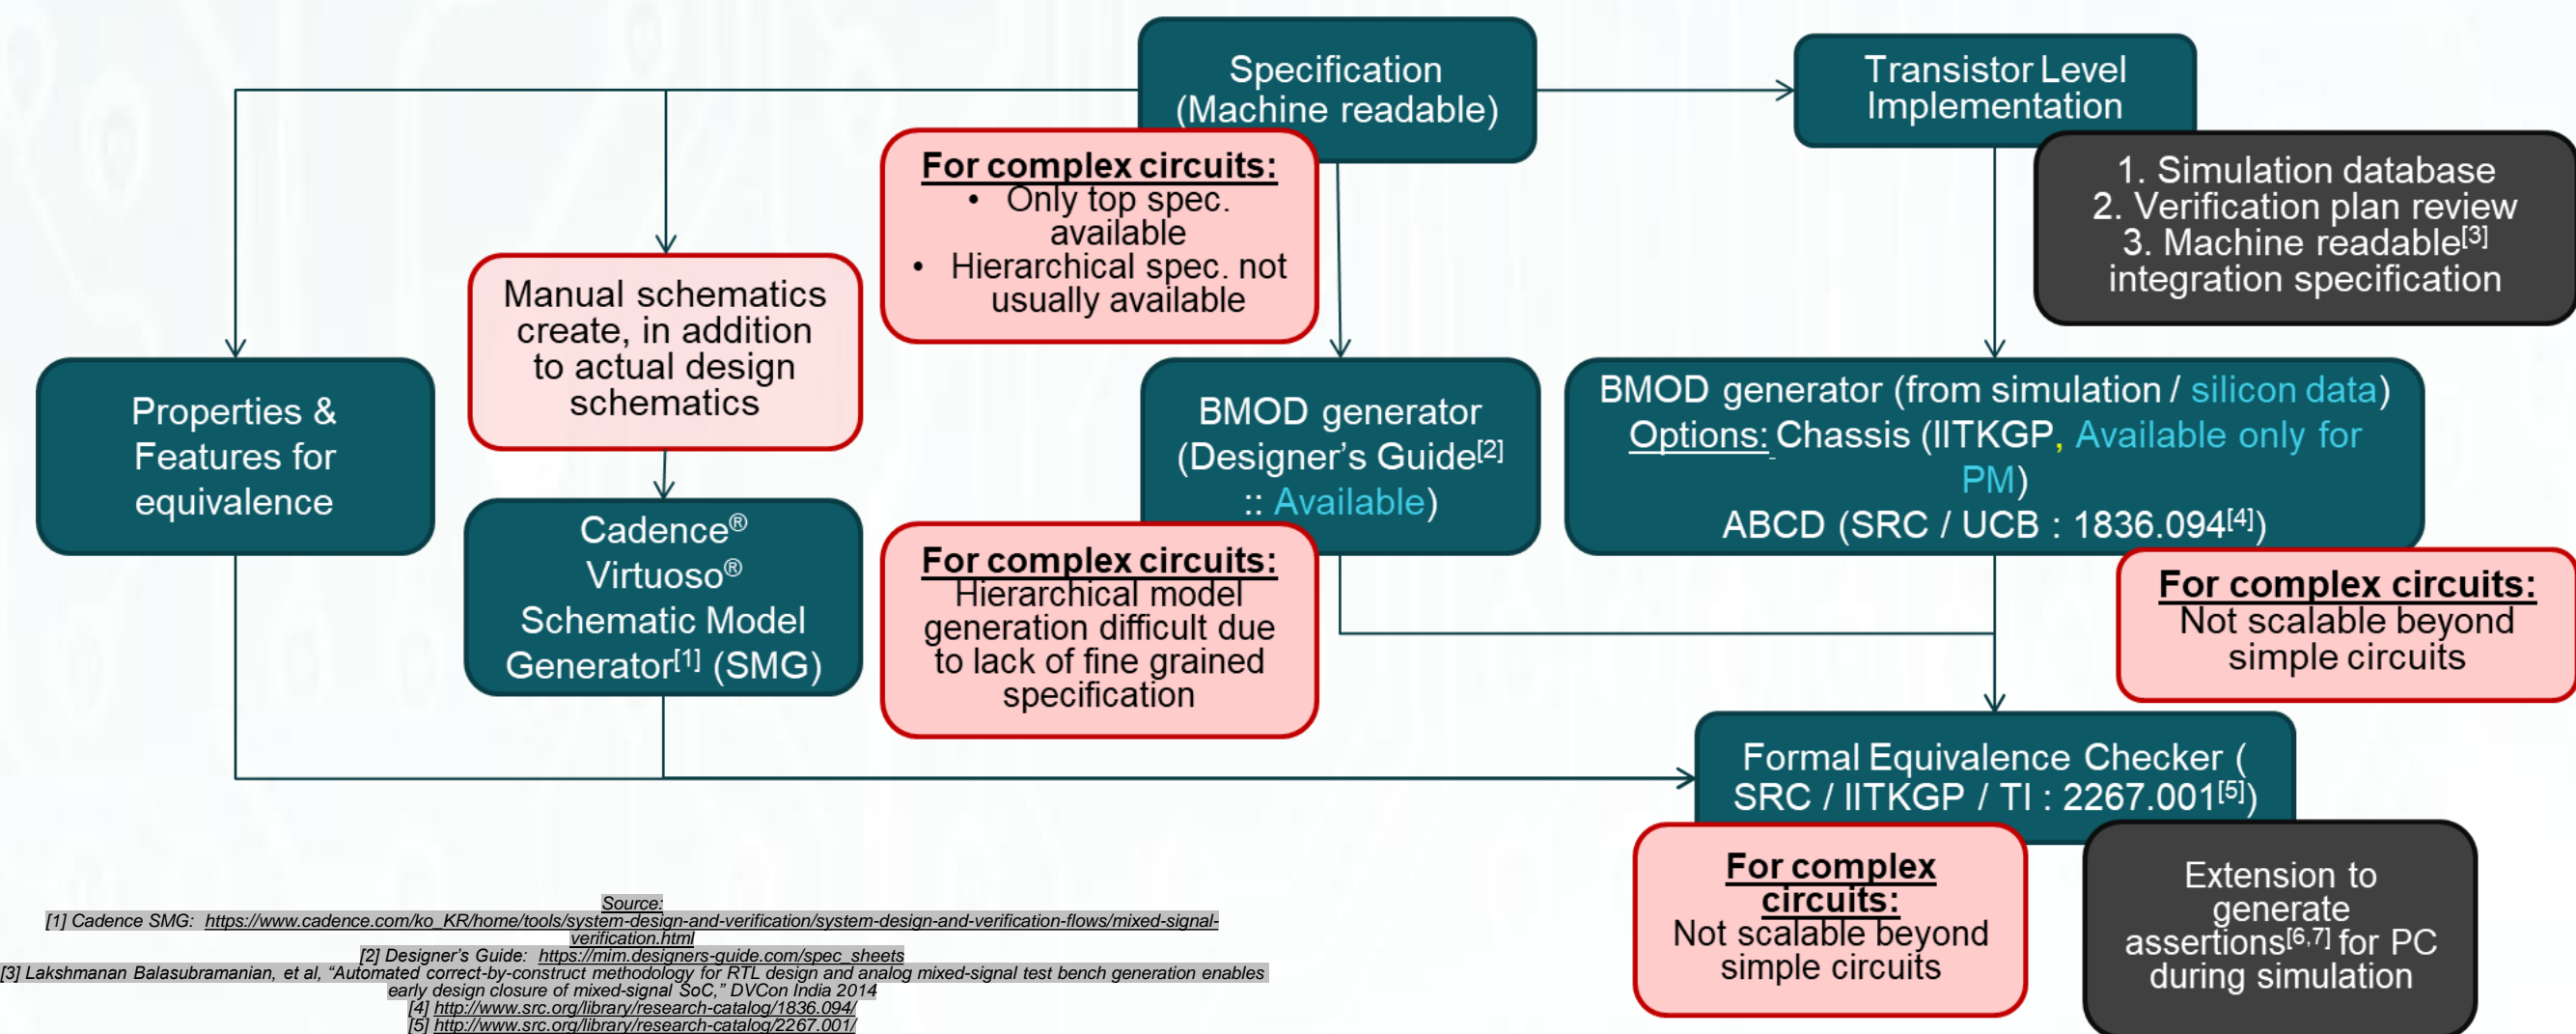 Specification
(Machine readable)
Transistor Level
Implementation
For complex circuits:
• Only top spec.
available
• Hierarchical spec. not
usually available
1. Simulation database
2. Verification plan review
3. Machine readable[3]
integration specification
Manual schematics
create, in addition
to actual design
schematics
Properties &
Features for
equivalence
BMOD generator
(Designer’s Guide[2]
:: Available)
BMOD generator (from simulation / silicon data)
Options: Chassis (IITKGP, Available only for
PM)
ABCD (SRC / UCB : 1836.094[4])
Cadence®
Virtuoso®
Schematic Model
Generator[1] (SMG)
For complex circuits:
Hierarchical model
generation difficult due
to lack of fine grained
specification
For complex circuits:
Not scalable beyond
simple circuits
Formal Equivalence Checker (
SRC / IITKGP / TI : 2267.001[5])
For complex
circuits:
Not scalable beyond
simple circuits
Extension to
generate
assertions[6,7] for PC
during simulation
Source:
[1] Cadence SMG: https://www.cadence.com/ko_KR/home/tools/system-design-and-verification/system-design-and-verification-flows/mixed-signal-
verification.html
[2] Designer’s Guide: https://mim.designers-guide.com/spec_sheets
[3] Lakshmanan Balasubramanian, et al, “Automated correct-by-construct methodology for RTL design and analog mixed-signal test bench generation enables
early design closure of mixed-signal SoC,” DVCon India 2014
[4] http://www.src.org/library/research-catalog/1836.094/
[5] http://www.src.org/library/research-catalog/2267.001/